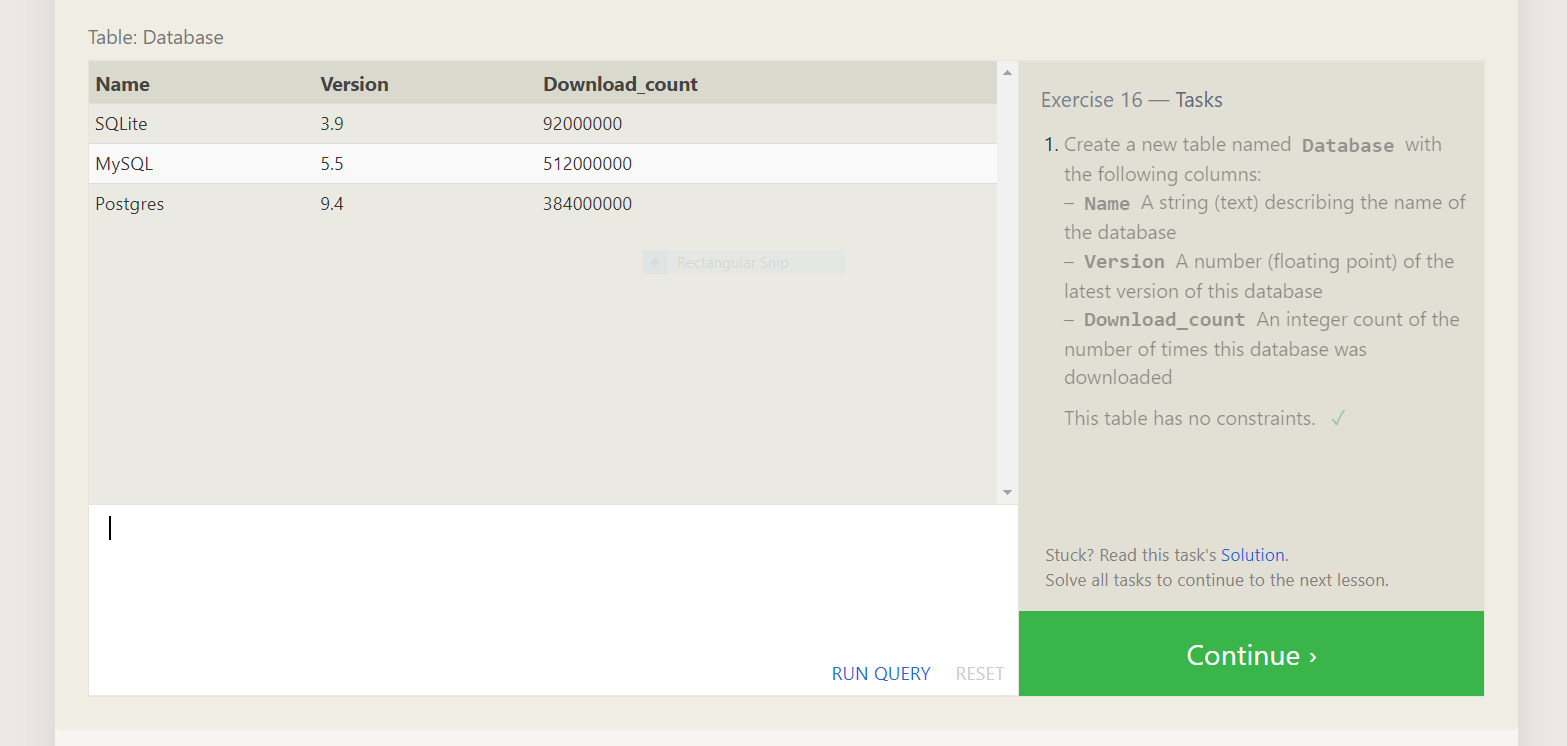 Table: Database
Name Version Download_count
SQLite 3.9 92000000
MySQL 5.5 512000000
Postgres 9.4 384000000
Rectangular Snip
RUN QUERY RESET
Exercise 16 — Tasks
1. Create a new table named Database with
the following columns:
– Name A string (text) describing the name of
the database
– Version A number (floating point) of the
latest version of this database
– Download_count An integer count of the
number of times this database was
downloaded
This table has no constraints. ✓
Stuck? Read this task's Solution.
Solve all tasks to continue to the next lesson.
Continue ›